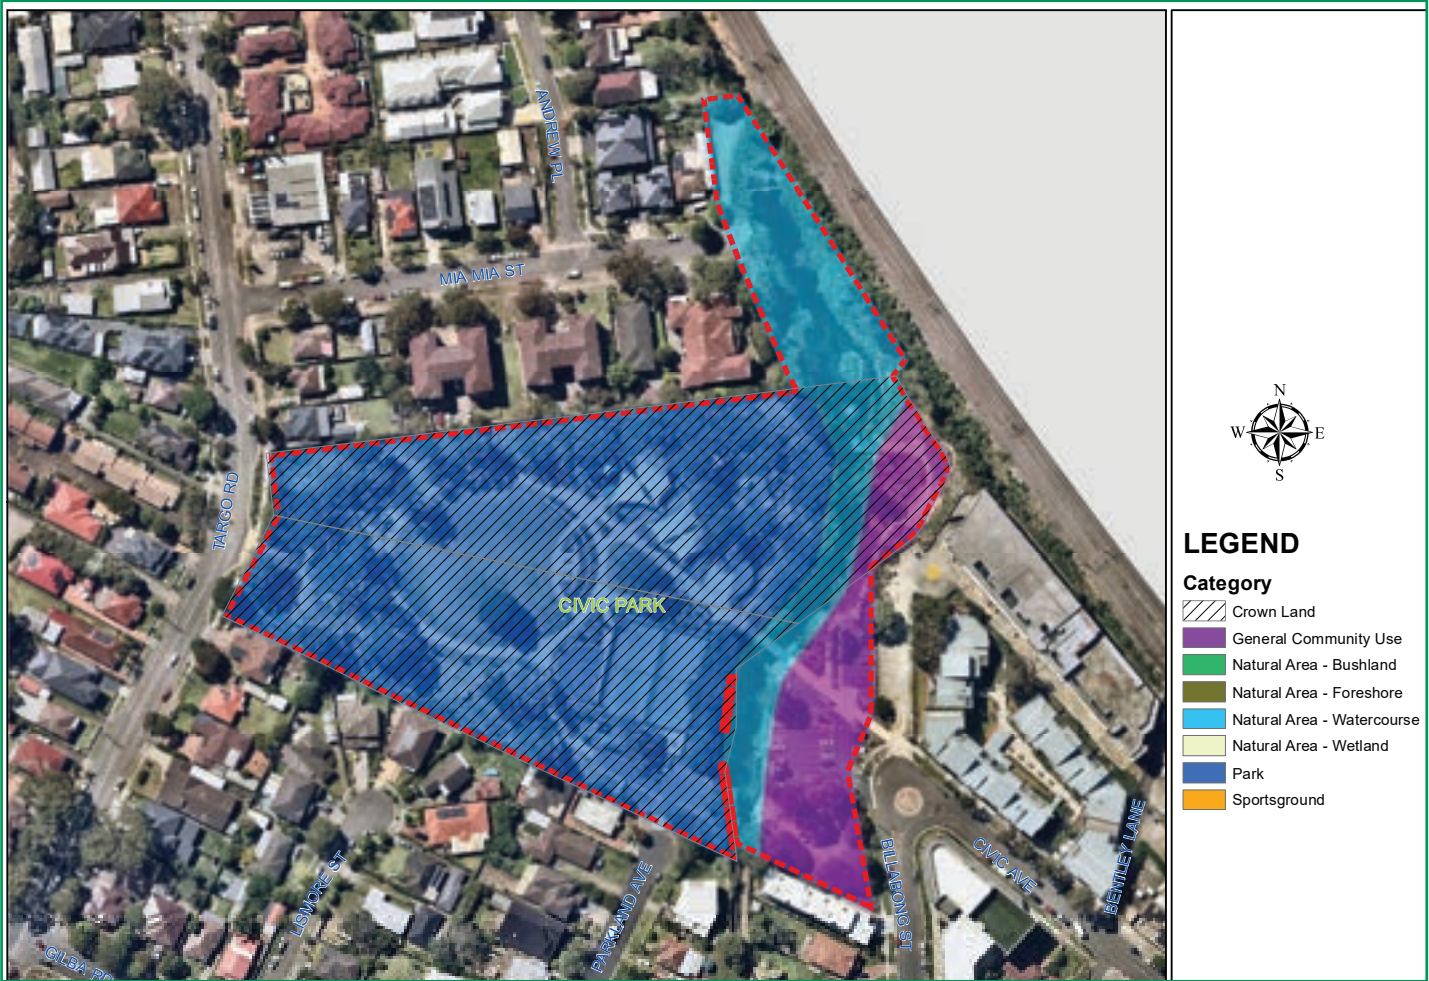 ANDREW PL
MIA MIA ST
TARGO RD
CIVIC PARK
LISMORE ST
PARKLAND AVE
BILLABONG ST
CIVIC AVE
BENTLEY LANE
GILBA RD
N
W E
S
LEGEND
Category
Crown Land
General Community Use
Natural Area - Bushland
Natural Area - Foreshore
Natural Area - Watercourse
Natural Area - Wetland
Park
Sportsground